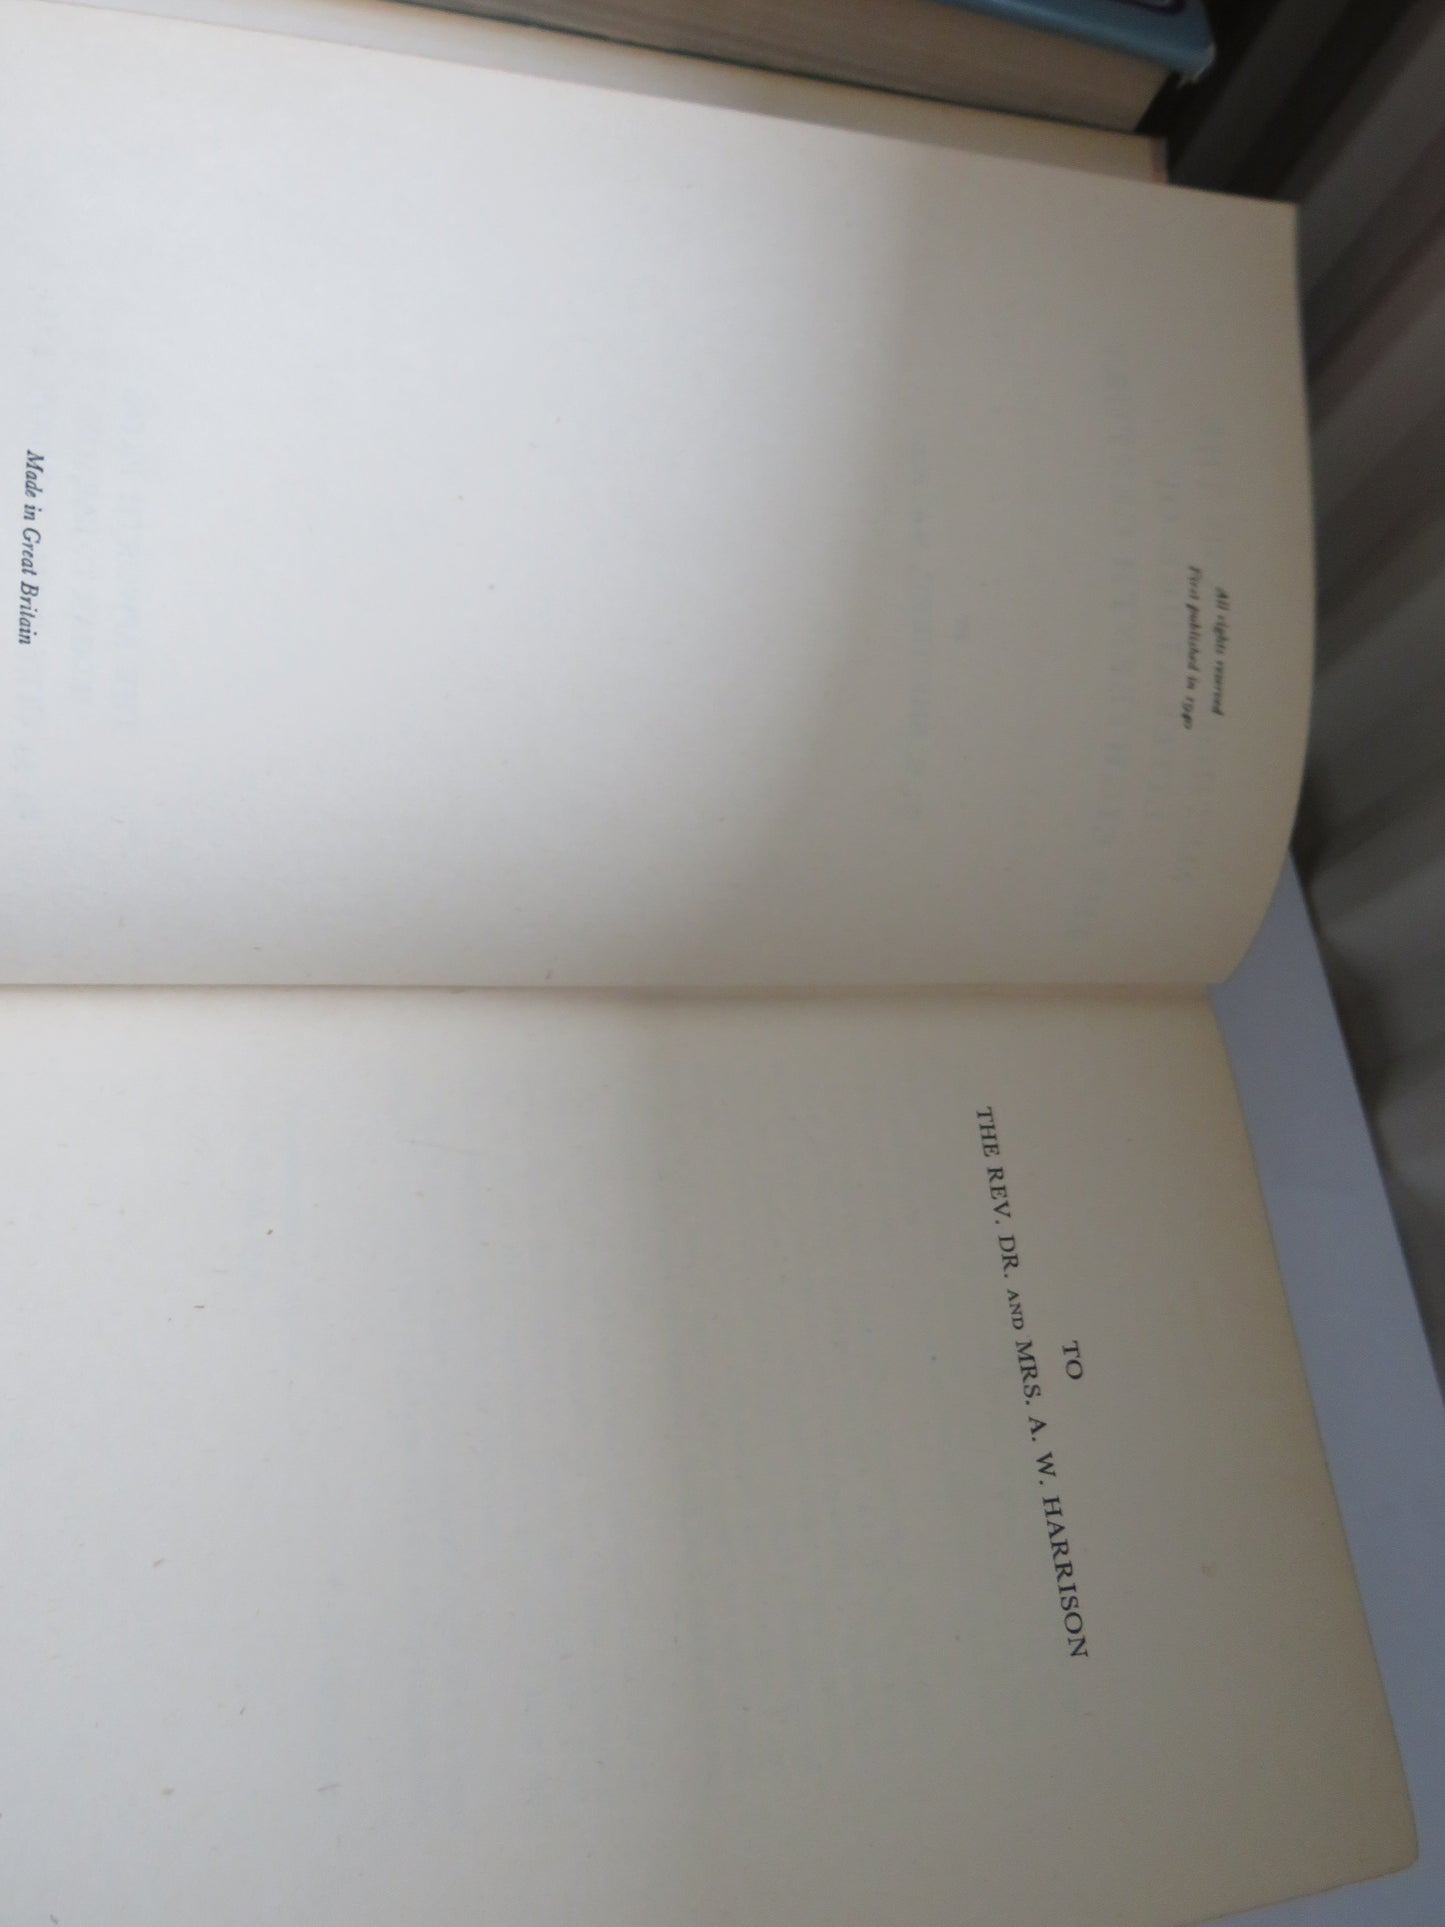 All rights reserved
First published in 1940
Made in Great Britain
TO
THE REV. DR. AND MRS. A. W. HARRISON